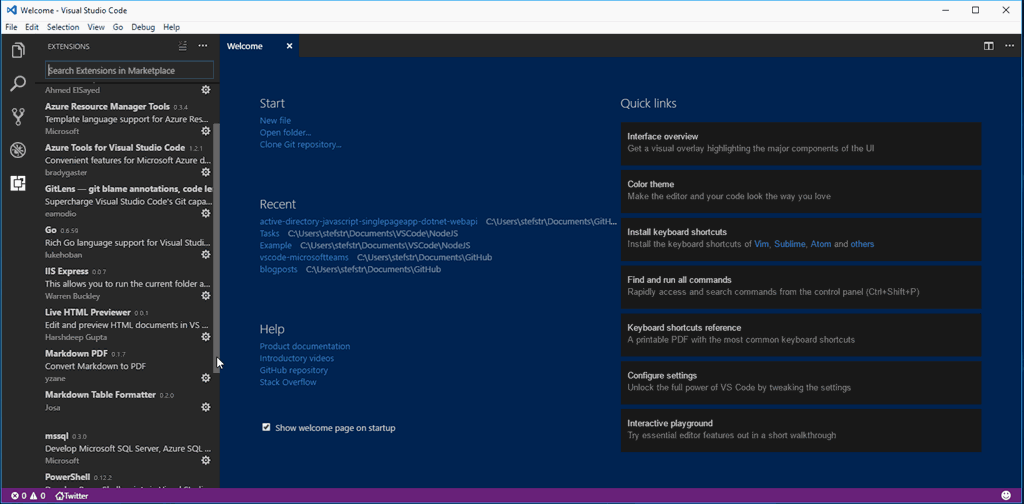 Welcome - Visual Studio Code
File Edit Selection View Go Debug Help
EXTENSIONS
Search Extensions in Marketplace
Ahmed ElSayed
Azure Resource Manager Tools 0.3.4
Template language support for Azure Res...
Microsoft
Azure Tools for Visual Studio Code 1.2.1
Convenient features for Microsoft Azure d...
bradygaster
GitLens — git blame annotations, code le
Supercharge Visual Studio Code's Git capa...
eamodio
Go 0.6.59
Rich Go language support for Visual Studi...
lukehoban
IIS Express 0.0.7
This allows you to run the current folder a...
Warren Buckley
Live HTML Previewer 0.0.1
Edit and preview HTML documents in VS ...
Harshdeep Gupta
Markdown PDF 0.1.7
Convert Markdown to PDF
yzane
Markdown Table Formatter 0.2.0
Josa
mssql 0.3.0
Develop Microsoft SQL Server, Azure SQL ...
Microsoft
PowerShell 0.12.2
Welcome
Start
New file
Open folder...
Clone Git repository...
Recent
active-directory-javascript-singlepageapp-dotnet-webapi C:\Users\stefstr\Documents\GitH...
Tasks C:\Users\stefstr\Documents\VSCode\NodeJS
Example C:\Users\stefstr\Documents\VSCode\NodeJS
vscode-microsoftteams C:\Users\stefstr\Documents\GitHub
blogposts C:\Users\stefstr\Documents\GitHub
Help
Product documentation
Introductory videos
GitHub repository
Stack Overflow
Show welcome page on startup
Quick links
Interface overview
Get a visual overlay highlighting the major components of the UI
Color theme
Make the editor and your code look the way you love
Install keyboard shortcuts
Install the keyboard shortcuts of Vim, Sublime, Atom and others
Find and run all commands
Rapidly access and search commands from the control panel (Ctrl+Shift+P)
Keyboard shortcuts reference
A printable PDF with the most common keyboard shortcuts
Configure settings
Unlock the full power of VS Code by tweaking the settings
Interactive playground
Try essential editor features out in a short walkthrough
0 0 Twitter